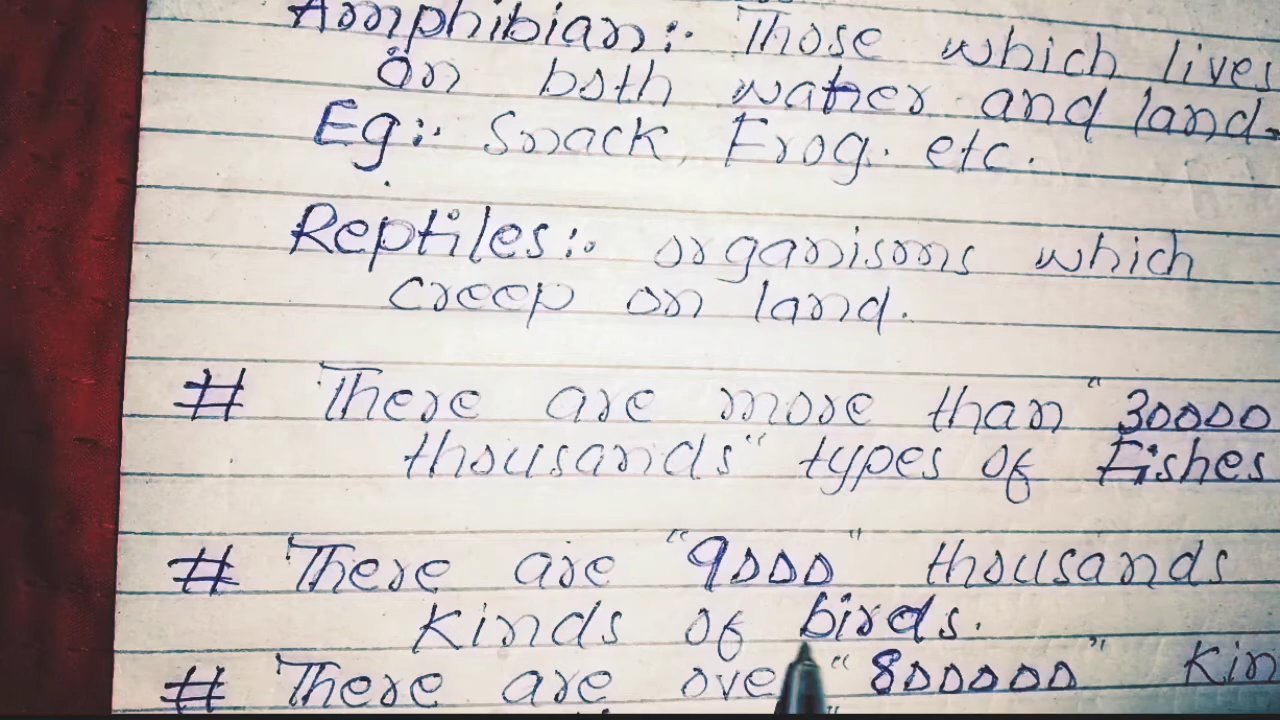 Amphibian:- Those which lives
on both water and land.
Eg:- Snack, Frog. etc.
Reptiles:- organisms which
creep on land.
# There are more than "30000
thousands" types of Fishes
# There are "9000" thousands
kinds of birds.
# There are ove "800000" Kin